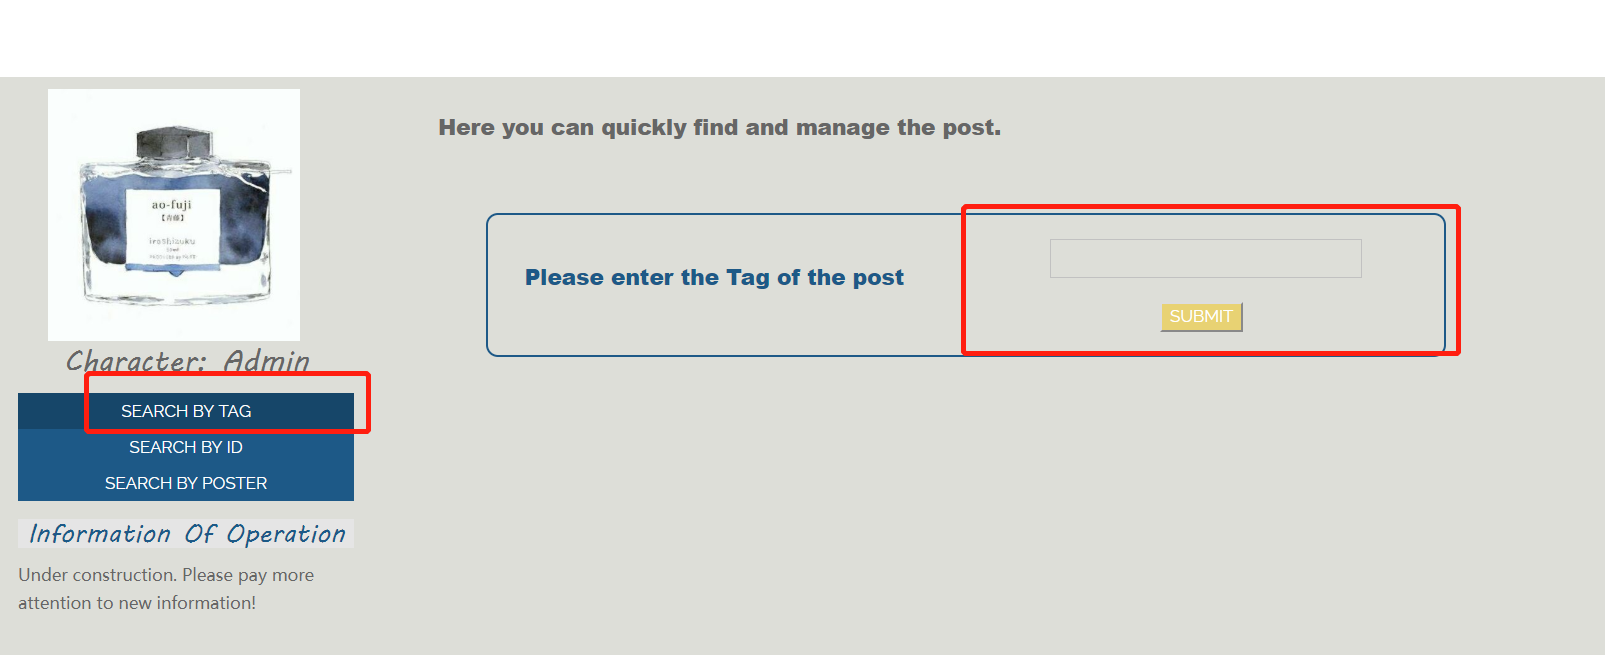 Here you can quickly find and manage the post.
ao-fuji
iroshizuku
Please enter the Tag of the post
SUBMIT
Character: Admin
SEARCH BY TAG
SEARCH BY ID
SEARCH BY POSTER
Information Of Operation
Under construction. Please pay more
attention to new information!